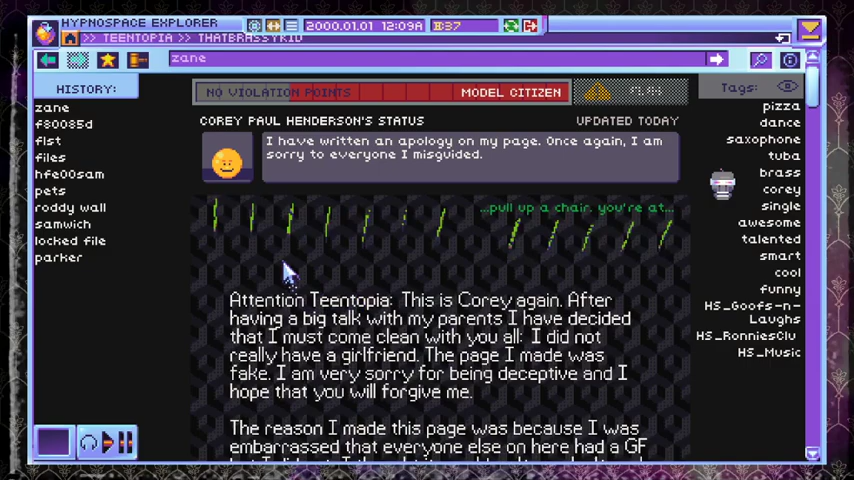 HYPNOSPACE EXPLORER
2000.01.01 12:09A
37
>> TEENTOPIA >> THATBRASSYKID
zane
HISTORY:
zane
f80085d
flst
files
hfe00sam
pets
roddy wall
samwich
locked file
parker
NO VIOLATION POINTS
MODEL CITIZEN
COREY PAUL HENDERSON'S STATUS
UPDATED TODAY
I have written an apology on my page. Once again, I am
sorry to everyone I misguided.
...pull up a chair, you're at...
Attention Teentopia: This is Corey again. After
having a big talk with my parents I have decided
that I must come clean with you all: I did not
really have a girlfriend. The page I made was
fake. I am very sorry for being deceptive and I
hope that you will forgive me.
The reason I made this page was because I was
embarrassed that everyone else on here had a GF
Tags:
pizza
dance
saxophone
tuba
brass
corey
single
awesome
talented
smart
cool
funny
HS_Goofs-n-
Laughs
HS_RonniesClu
HS_Music